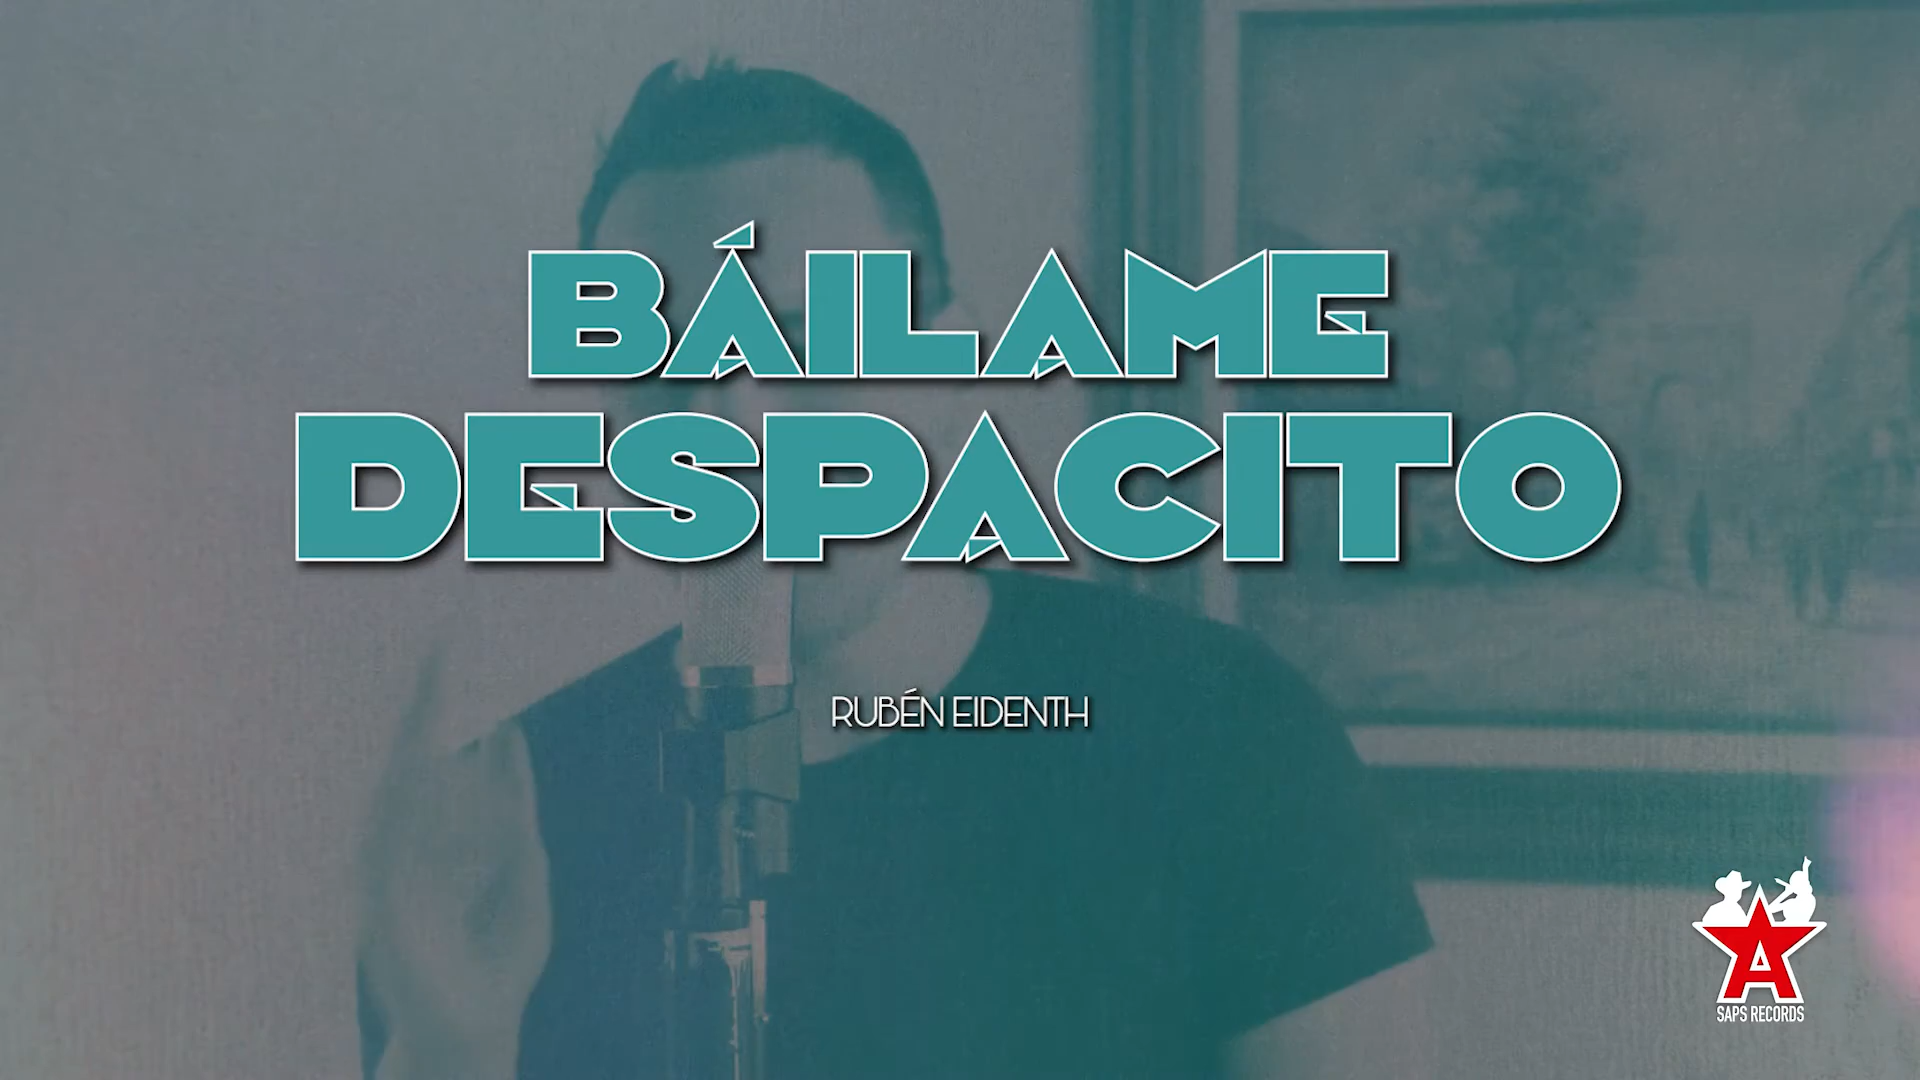 BÁILAME
DESPACITO
RUBÉN EIDENTH
A
SAPS RECORDS